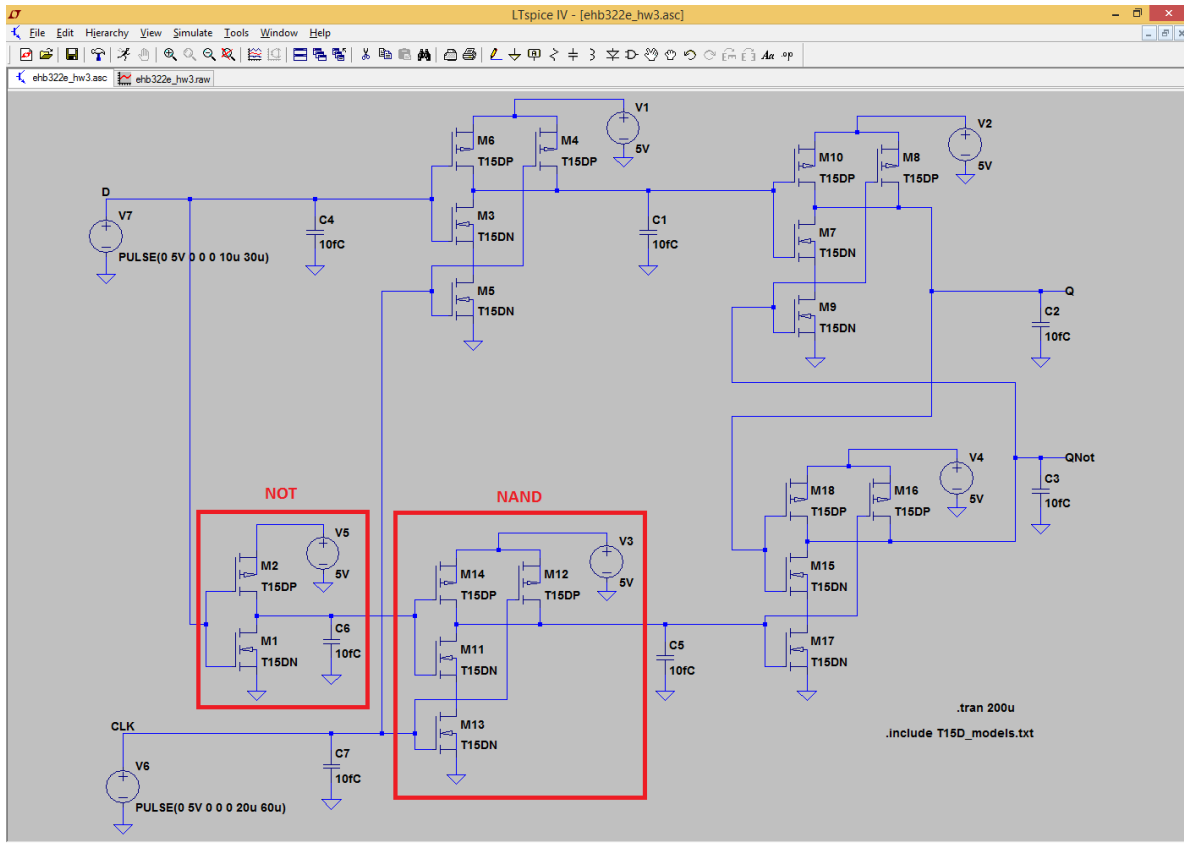 LTspice IV - [ehb322e_hw3.asc]
File Edit Hierarchy View Simulate Tools Window Help
Aa .op
ehb322e_hw3.asc ehb322e_hw3.raw
D
V7
PULSE(0 5V 0 0 0 10u 30u)
C4
10fC
M6
T15DP
M4
T15DP
V1
5V
M3
T15DN
M5
T15DN
C1
10fC
M10
T15DP
M8
T15DP
V2
5V
M7
T15DN
M9
T15DN
Q
C2
10fC
QNot
C3
10fC
NOT
M2
T15DP
V5
5V
M1
T15DN
C6
10fC
NAND
M14
T15DP
M12
T15DP
V3
5V
M11
T15DN
M13
T15DN
C5
10fC
M18
T15DP
M16
T15DP
V4
5V
M15
T15DN
M17
T15DN
CLK
V6
PULSE(0 5V 0 0 0 20u 60u)
C7
10fC
.tran 200u
.include T15D_models.txt